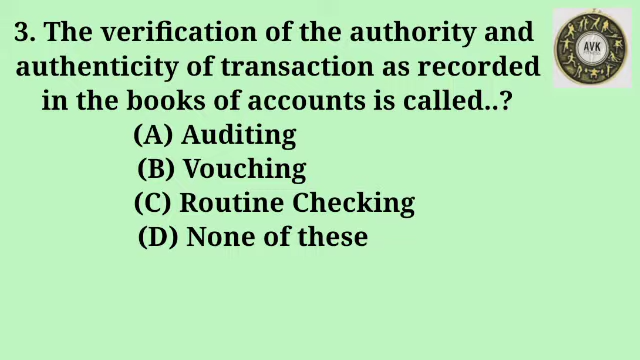 3. The verification of the authority and
authenticity of transaction as recorded
in the books of accounts is called..?
(A) Auditing
(B) Vouching
(C) Routine Checking
(D) None of these
AVK